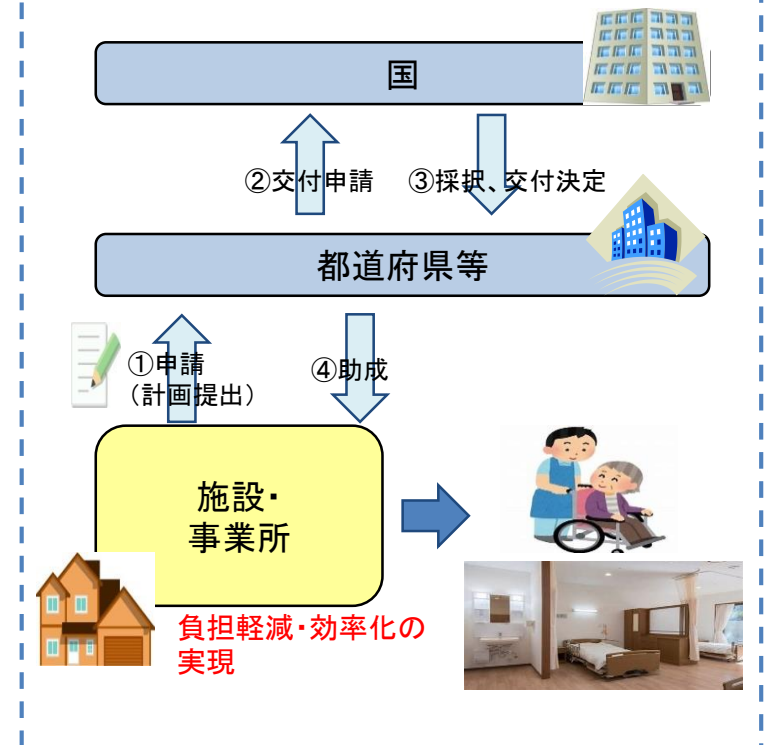 国
②交付申請
③採択、交付決定
都道府県等
①申請
（計画提出）
④助成
施設・
事業所
負担軽減・効率化の
実現